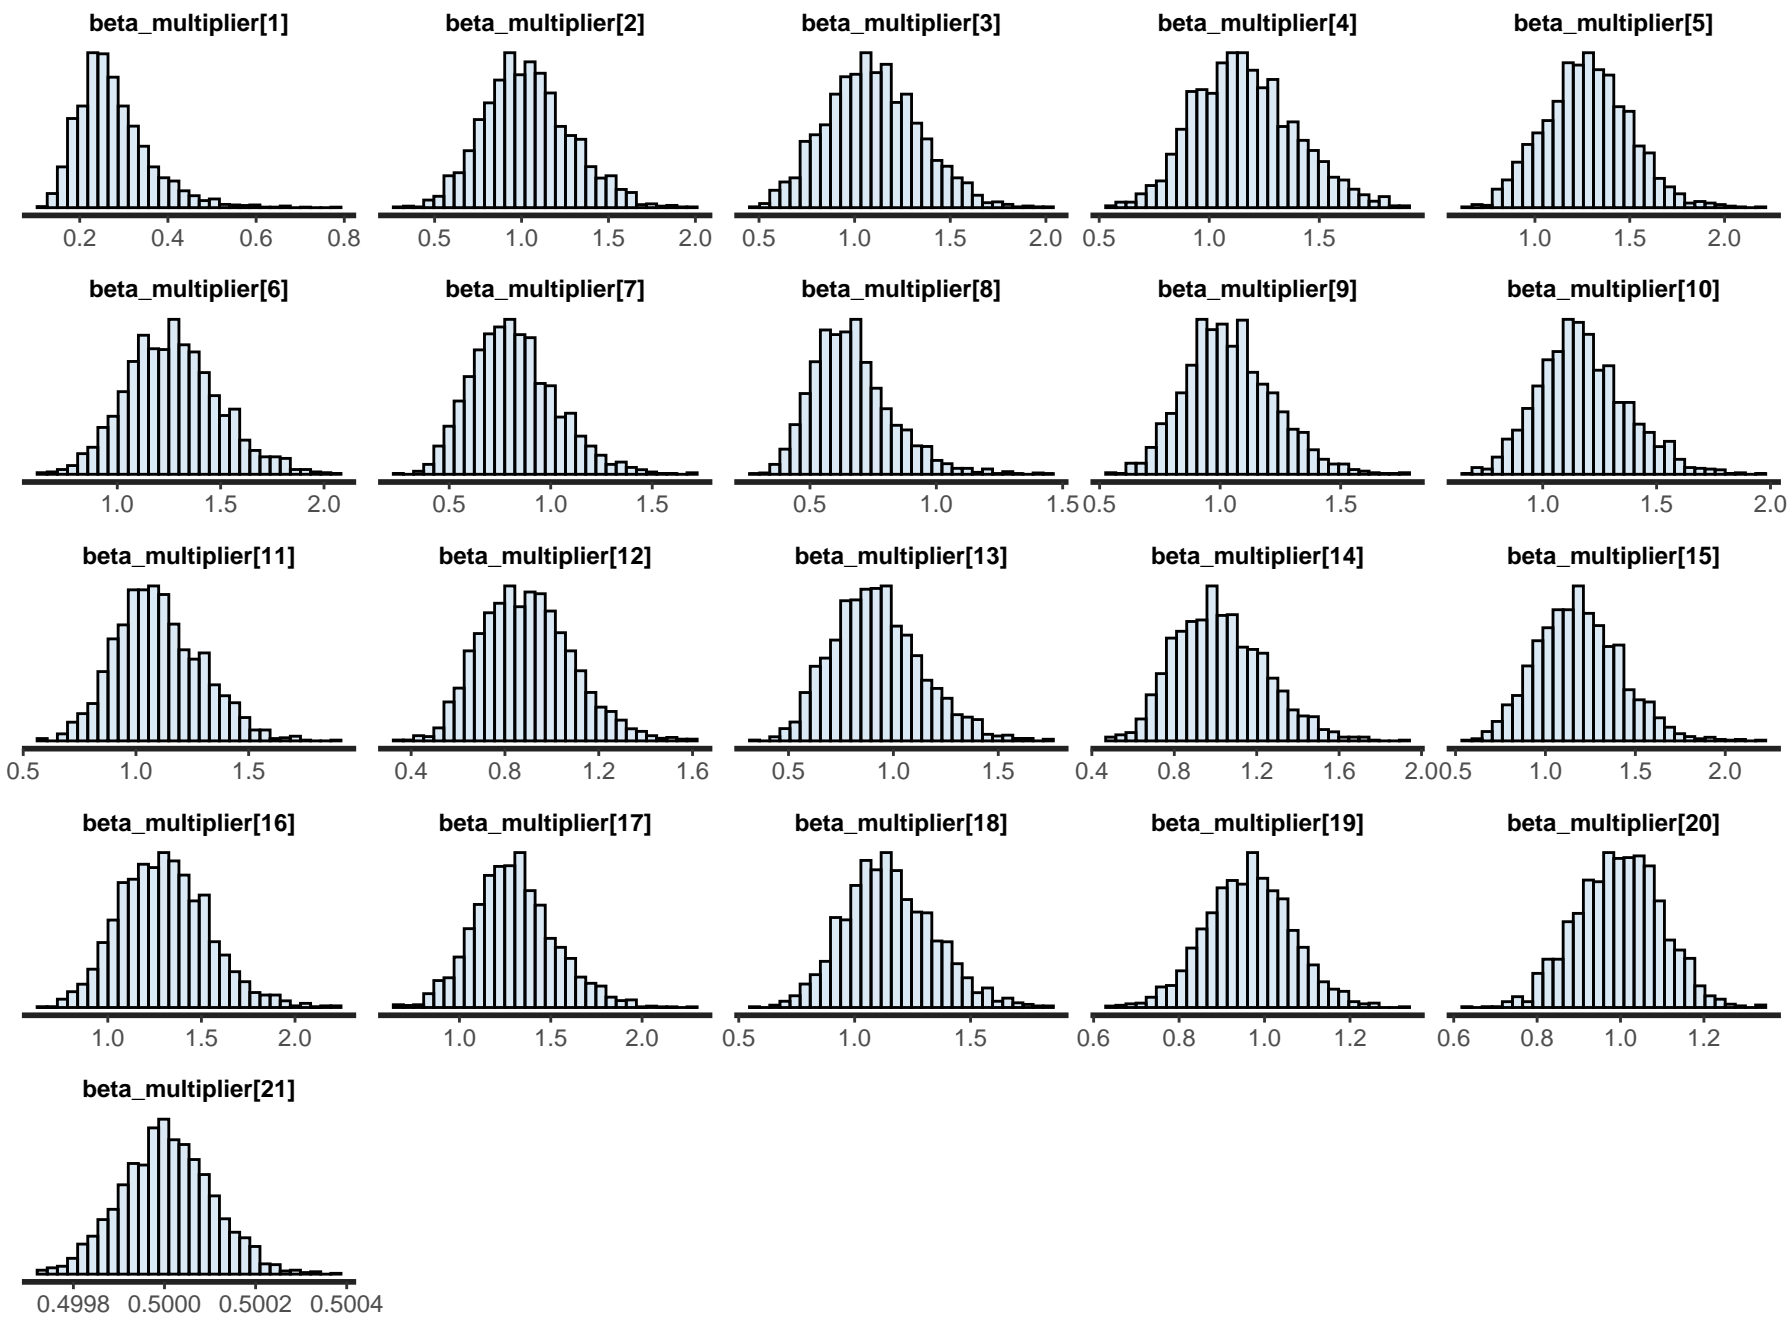 beta_multiplier[1] beta_multiplier[2] beta_multiplier[3] beta_multiplier[4] beta_multiplier[5]
0.2 0.4 0.6 0.8 0.5 1.0 1.5 2.0 0.5 1.0 1.5 2.0 0.5 1.0 1.5 1.0 1.5 2.0
beta_multiplier[6] beta_multiplier[7] beta_multiplier[8] beta_multiplier[9] beta_multiplier[10]
1.0 1.5 2.0 0.5 1.0 1.5 0.5 1.0 1.5 0.5 1.0 1.5 1.0 1.5 2.0
beta_multiplier[11] beta_multiplier[12] beta_multiplier[13] beta_multiplier[14] beta_multiplier[15]
0.5 1.0 1.5 0.4 0.8 1.2 1.6 0.5 1.0 1.5 0.4 0.8 1.2 1.6 2.0 0.5 1.0 1.5 2.0
beta_multiplier[16] beta_multiplier[17] beta_multiplier[18] beta_multiplier[19] beta_multiplier[20]
1.0 1.5 2.0 1.0 1.5 2.0 0.5 1.0 1.5 0.6 0.8 1.0 1.2 0.6 0.8 1.0 1.2
beta_multiplier[21]
0.4998 0.5000 0.5002 0.5004